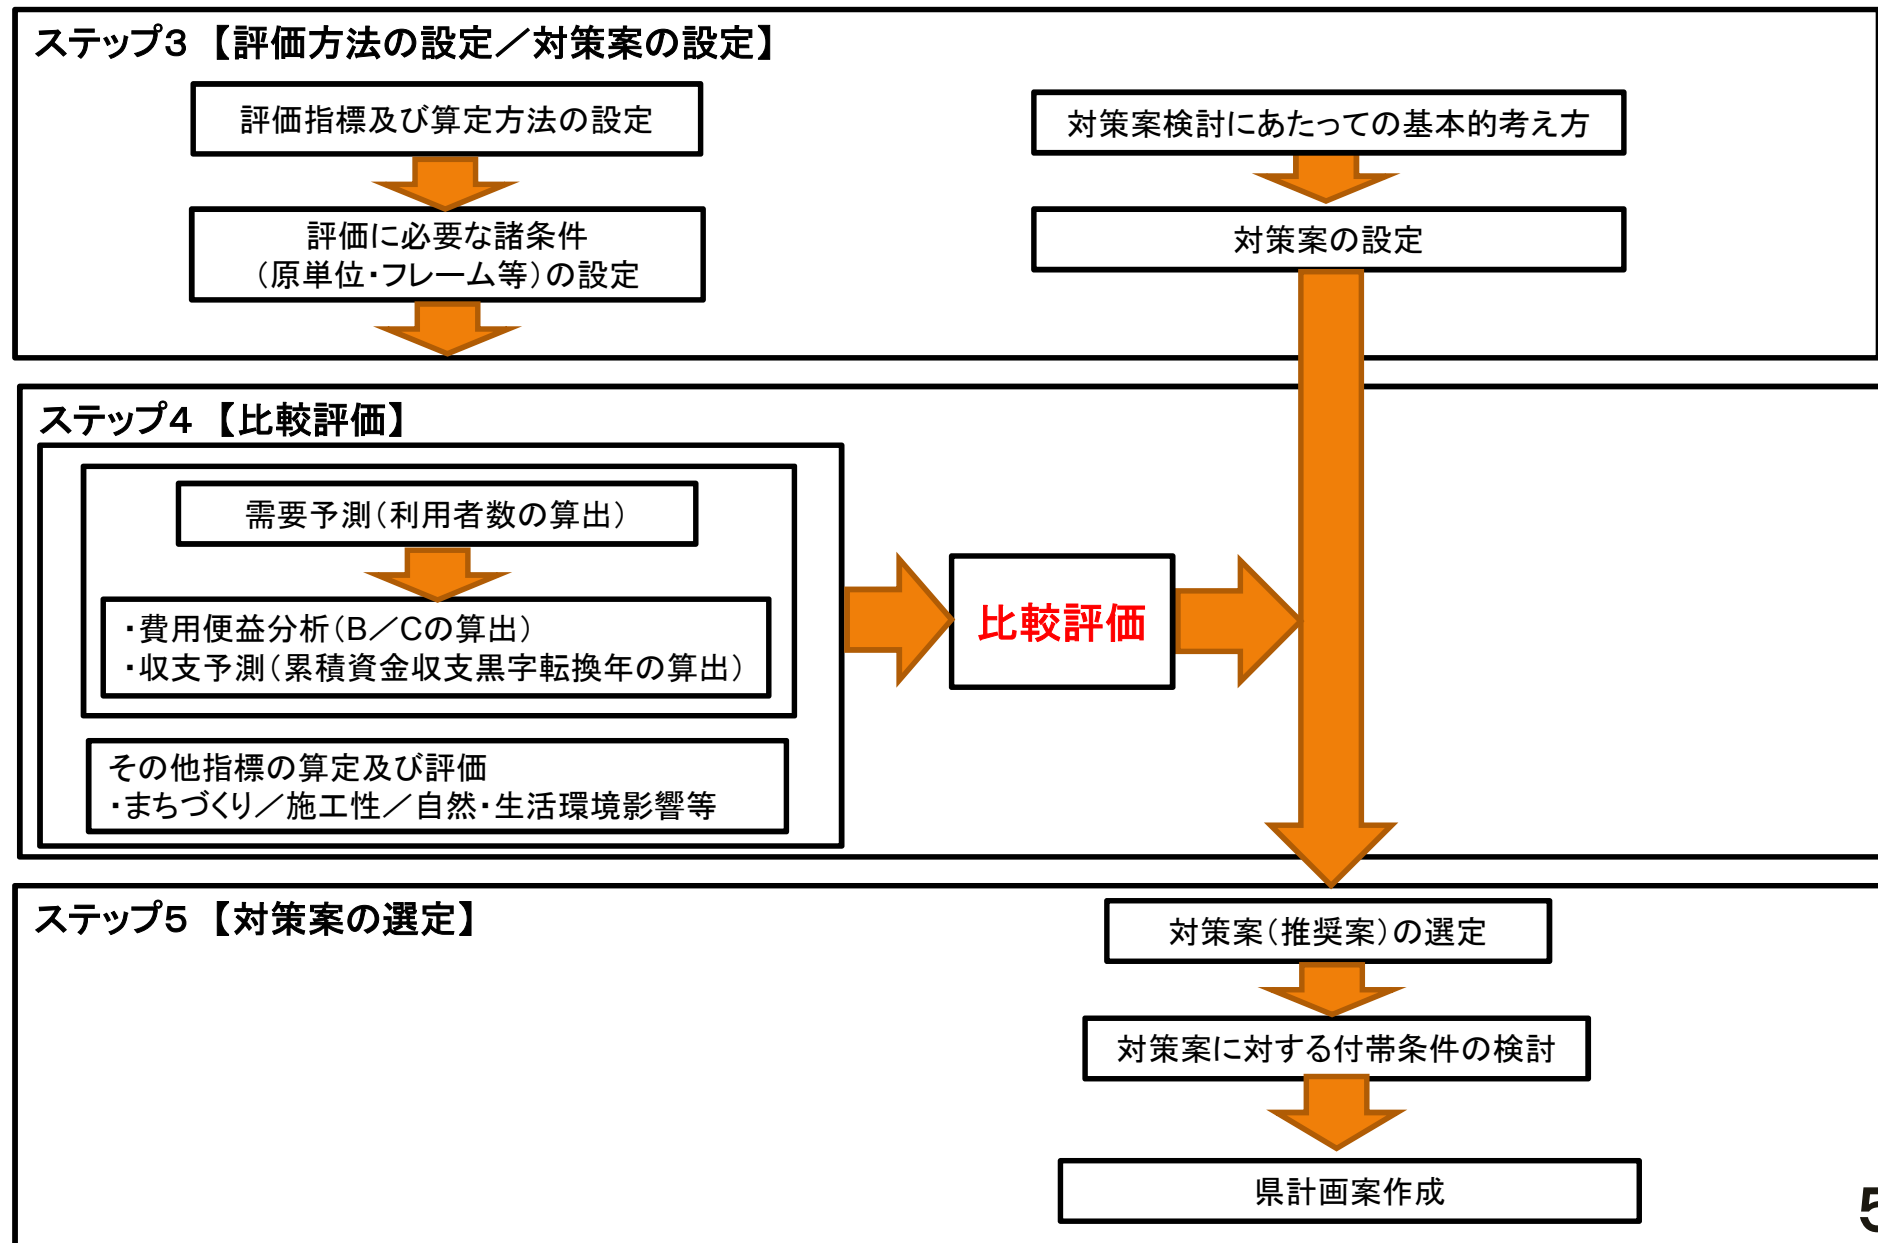 ステップ3 【評価方法の設定／対策案の設定】
評価指標及び算定方法の設定
評価に必要な諸条件
（原単位・フレーム等）の設定
対策案検討にあたっての基本的考え方
対策案の設定
ステップ4 【比較評価】
需要予測（利用者数の算出）
・費用便益分析（B／Cの算出）
・収支予測（累積資金収支黒字転換年の算出）
その他指標の算定及び評価
・まちづくり／施工性／自然・生活環境影響等
比較評価
ステップ5 【対策案の選定】
対策案（推奨案）の選定
対策案に対する付帯条件の検討
県計画案作成
5